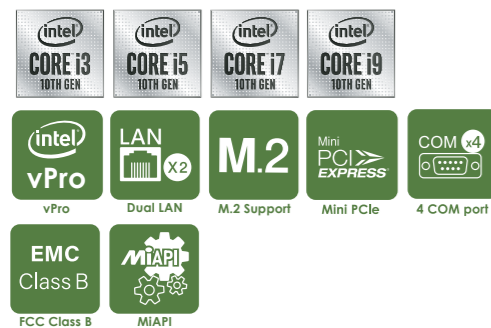 intel
CORE i3
10TH GEN
intel
CORE i5
10TH GEN
intel
CORE i7
10TH GEN
intel
CORE i9
10TH GEN
intel
vPro
vPro
LAN
X2
Dual LAN
M.2
M.2 Support
Mini
PCI
EXPRESS
Mini PCIe
COM x4
4 COM port
EMC
Class B
FCC Class B
MiAPI
MiAPI